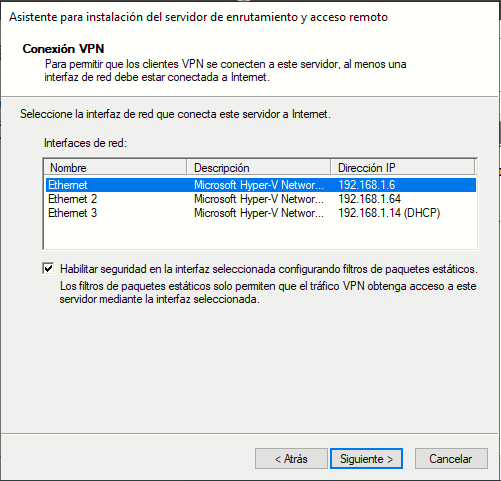 Asistente para instalación del servidor de enrutamiento y acceso remoto
Conexión VPN
Para permitir que los clientes VPN se conecten a este servidor, al menos una
interfaz de red debe estar conectada a Internet.
Seleccione la interfaz de red que conecta este servidor a Internet.
Interfaces de red:
Nombre Descripción Dirección IP
Ethernet Microsoft Hyper-V Networ... 192.168.1.6
Ethernet 2 Microsoft Hyper-V Networ... 192.168.1.64
Ethernet 3 Microsoft Hyper-V Networ... 192.168.1.14 (DHCP)
Habilitar seguridad en la interfaz seleccionada configurando filtros de paquetes estáticos.
Los filtros de paquetes estáticos solo permiten que el tráfico VPN obtenga acceso a este
servidor mediante la interfaz seleccionada.
< Atrás Siguiente > Cancelar